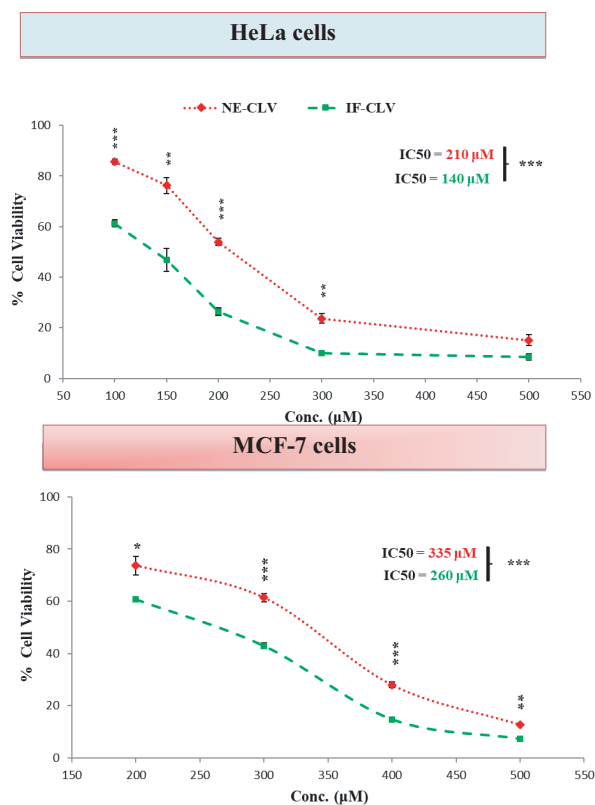 HeLa cells
NE-CLV IF-CLV
100
80
60
40
20
0
% Cell Viability
***
**
***
**
IC50 = 210 µM
IC50 = 140 µM
***
50 100 150 200 250 300 350 400 450 500 550
Conc. (µM)
MCF-7 cells
100
80
60
40
20
0
% Cell Viability
*
***
***
**
IC50 = 335 µM
IC50 = 260 µM
***
150 200 250 300 350 400 450 500 550
Conc. (µM)